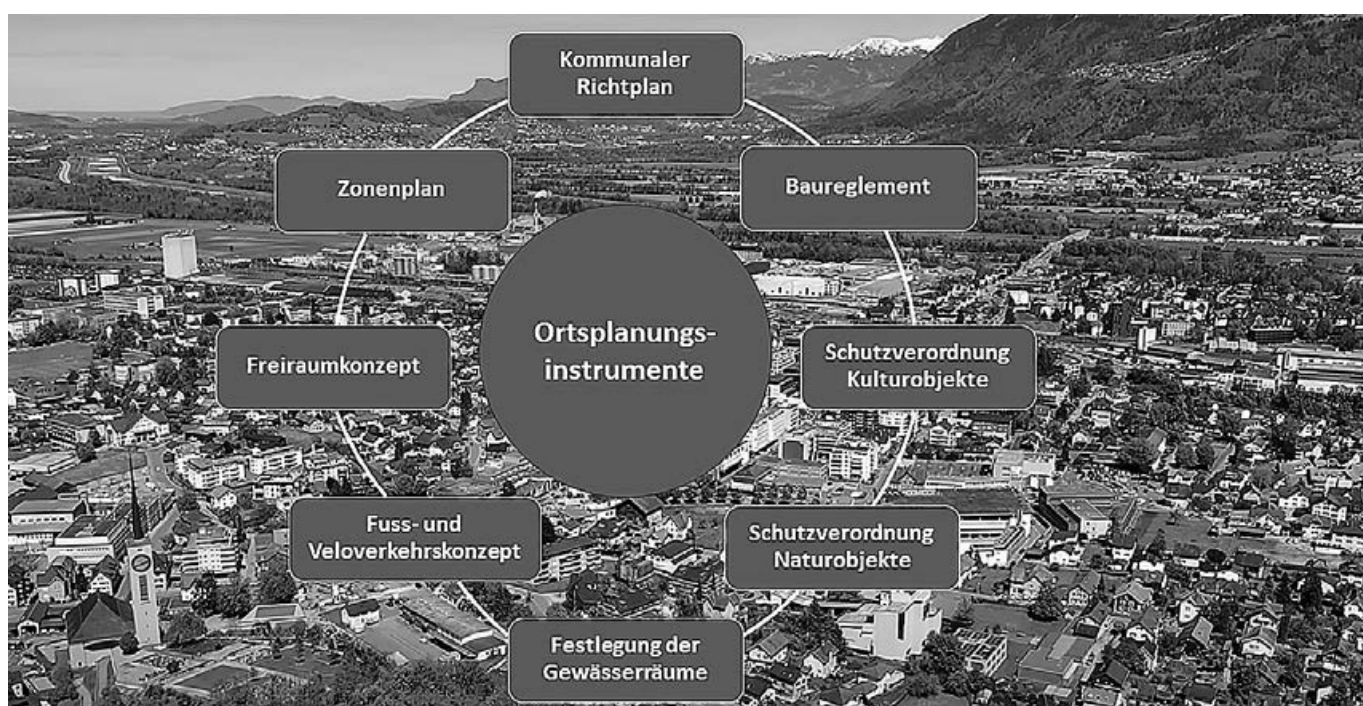 Kommunaler
Richtplan
Zonenplan
Baureglement
Ortsplanungs-
instrumente
Freiraumkonzept
Schutzverordnung
Kulturobjekte
Fuss- und
Veloverkehrskonzept
Schutzverordnung
Naturobjekte
Festlegung der
Gewässerräume